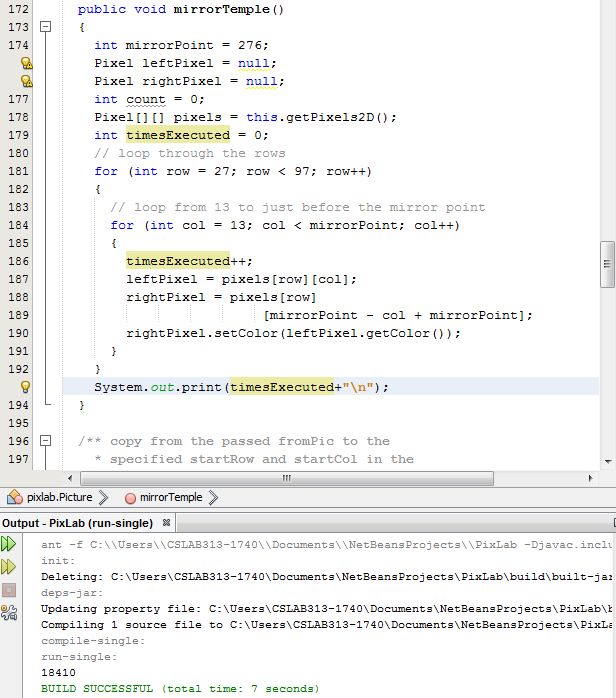 172 public void mirrorTemple()
173 {
174 int mirrorPoint = 276;
Pixel leftPixel = null;
Pixel rightPixel = null;
177 int count = 0;
178 Pixel[][] pixels = this.getPixels2D();
179 int timesExecuted = 0;
180 // loop through the rows
181 for (int row = 27; row < 97; row++)
182 {
183 // loop from 13 to just before the mirror point
184 for (int col = 13; col < mirrorPoint; col++)
185 {
186 timesExecuted++;
187 leftPixel = pixels[row][col];
188 rightPixel = pixels[row]
189 [mirrorPoint - col + mirrorPoint];
190 rightPixel.setColor(leftPixel.getColor());
191 }
192 }
System.out.print(timesExecuted+"\n");
194 }
195
196 /** copy from the passed fromPic to the
197 * specified startRow and startCol in the
pixlab.Picture mirrorTemple
Output - PixLab (run-single)
ant -f C:\\Users\\CSLAB313-1740\\Documents\\NetBeansProjects\\PixLab -Djavac.inclu
init:
Deleting: C:\Users\CSLAB313-1740\Documents\NetBeansProjects\PixLab\build\built-jar
deps-jar:
Updating property file: C:\Users\CSLAB313-1740\Documents\NetBeansProjects\PixLab\b
Compiling 1 source file to C:\Users\CSLAB313-1740\Documents\NetBeansProjects\PixLa
compile-single:
run-single:
18410
BUILD SUCCESSFUL (total time: 7 seconds)